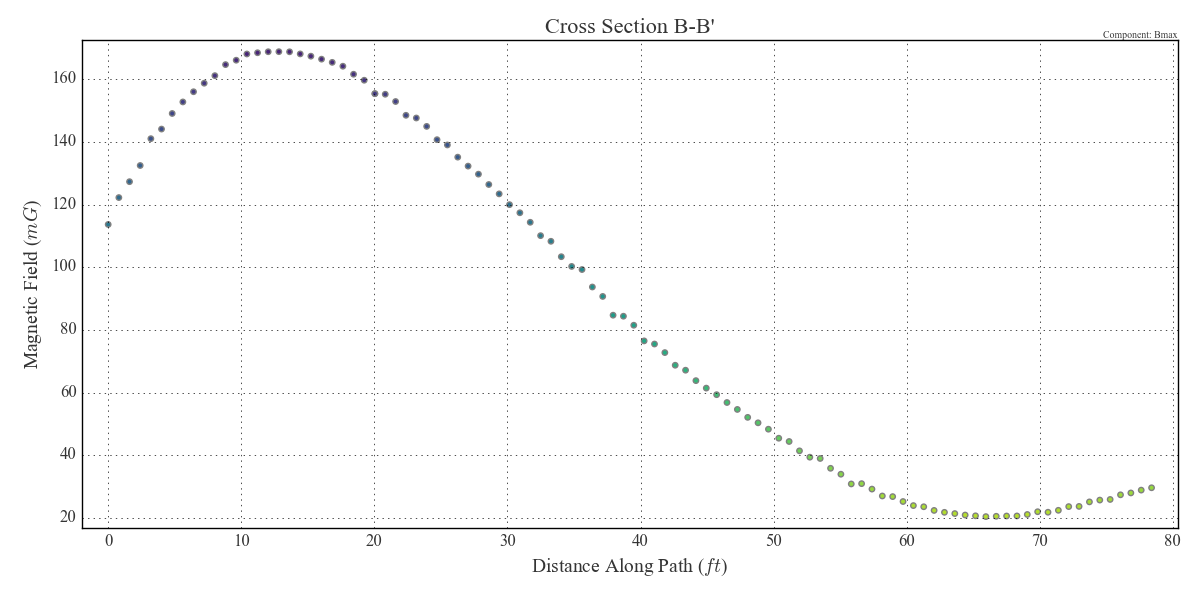 Cross Section B-B'
Component: Bmax
Magnetic Field (mG)
160
140
120
100
80
60
40
20
0 10 20 30 40 50 60 70 80
Distance Along Path (ft)